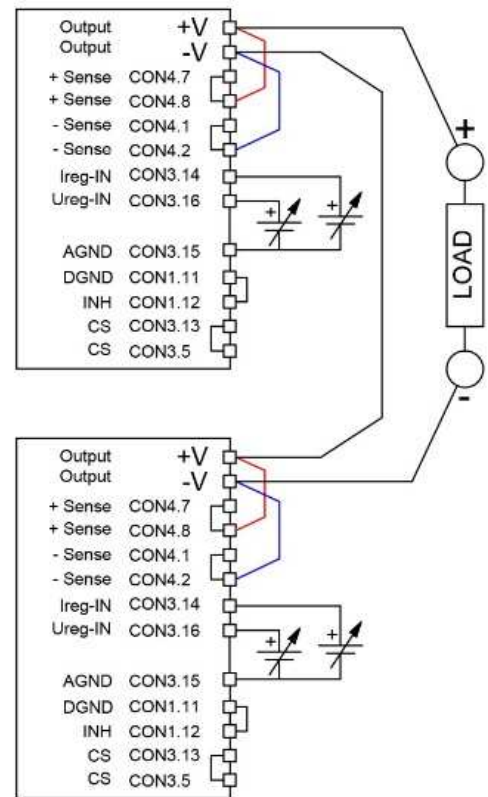 Output +V
Output -V
+ Sense CON4.7
+ Sense CON4.8
- Sense CON4.1
- Sense CON4.2
Ireg-IN CON3.14
Ureg-IN CON3.16
+ +
AGND CON3.15
DGND CON1.11
INH CON1.12
CS CON3.13
CS CON3.5
+
LOAD
-
Output +V
Output -V
+ Sense CON4.7
+ Sense CON4.8
- Sense CON4.1
- Sense CON4.2
Ireg-IN CON3.14
Ureg-IN CON3.16
+ +
AGND CON3.15
DGND CON1.11
INH CON1.12
CS CON3.13
CS CON3.5